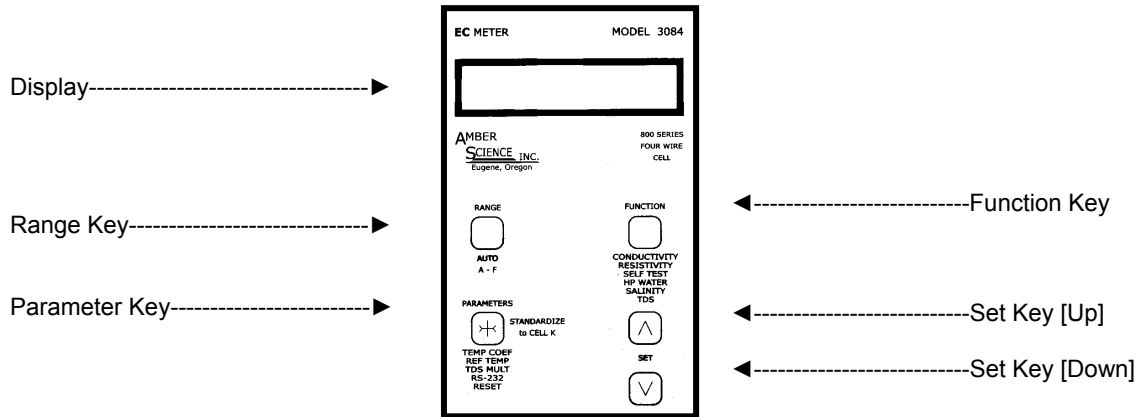 EC METER MODEL 3084
Display-----------------------------------►
AMBER
SCIENCE INC.
Eugene, Oregon
800 SERIES
FOUR WIRE
CELL
Range Key------------------------------►
RANGE
AUTO
A - F
FUNCTION
◄---------------------------Function Key
CONDUCTIVITY
RESISTIVITY
SELF TEST
HP WATER
SALINITY
TDS
Parameter Key-------------------------►
PARAMETERS
STANDARDIZE
to CELL K
TEMP COEF
REF TEMP
TDS MULT
RS-232
RESET
◄---------------------------Set Key [Up]
SET
◄---------------------------Set Key [Down]